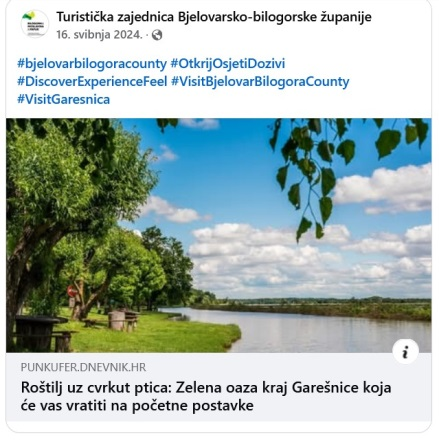 Turistička zajednica Bjelovarsko-bilogorske županije
16. svibnja 2024. ·
#bjelovarbilogoracounty #OtkrijOsjetiDozivi
#DiscoverExperienceFeel #VisitBjelovarBilogoraCounty
#VisitGaresnica
PUNKUFER.DNEVNIK.HR
Roštilj uz cvrkut ptica: Zelena oaza kraj Garešnice koja
će vas vratiti na početne postavke